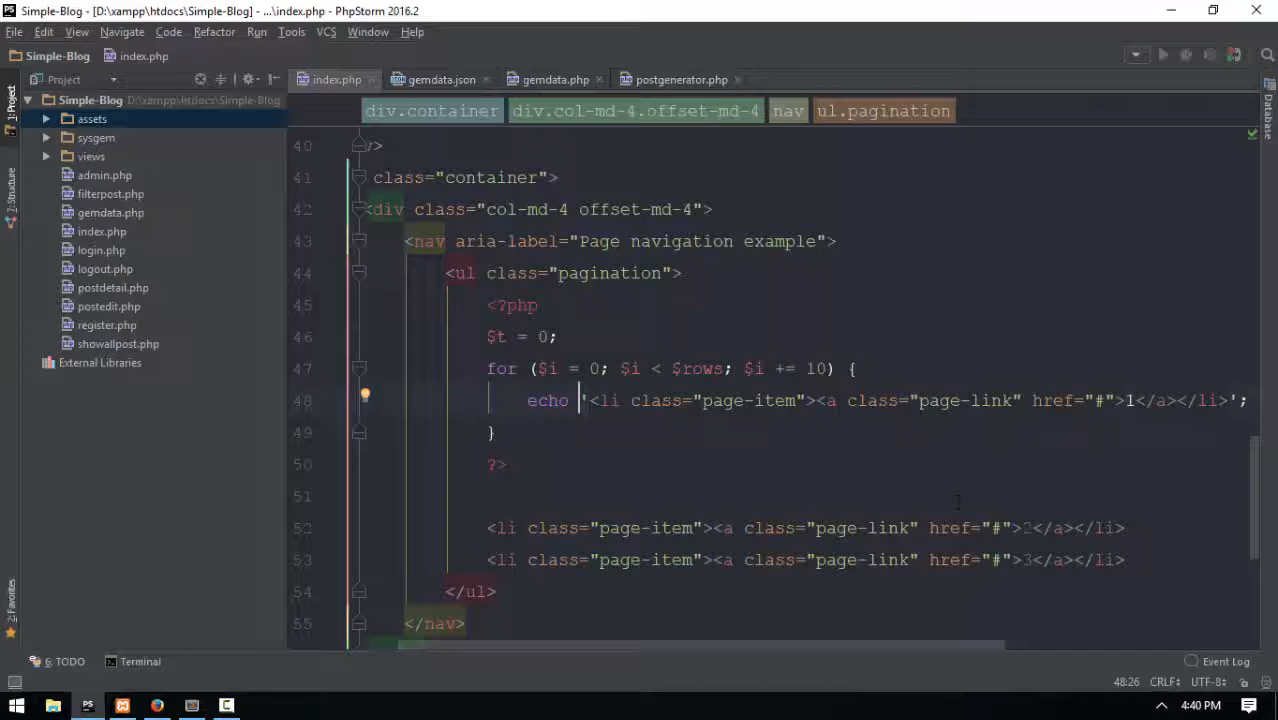 Simple-Blog - [D:\xampp\htdocs\Simple-Blog] - ...\index.php - PhpStorm 2016.2
File Edit View Navigate Code Refactor Run Tools VCS Window Help
Simple-Blog index.php
Project index.php gemdata.json gemdata.php postgenerator.php
1: Project
7: Structure
2: Favorites
Database
Simple-Blog D:\xampp\htdocs\Simple-Blog
assets
sysgem
views
admin.php
filterpost.php
gemdata.php
index.php
login.php
logout.php
postdetail.php
postedit.php
register.php
showallpost.php
External Libraries
div.container div.col-md-4.offset-md-4 nav ul.pagination
40 />
41 class="container">
42 <div class="col-md-4 offset-md-4">
43 <nav aria-label="Page navigation example">
44 <ul class="pagination">
45 <?php
46 $t = 0;
47 for ($i = 0; $i < $rows; $i += 10) {
48 echo '<li class="page-item"><a class="page-link" href="#">1</a></li>';
49 }
50 ?>
51
52 <li class="page-item"><a class="page-link" href="#">2</a></li>
53 <li class="page-item"><a class="page-link" href="#">3</a></li>
54 </ul>
55 </nav>
6: TODO Terminal Event Log
48:26 CRLF÷ UTF-8÷
4:40 PM